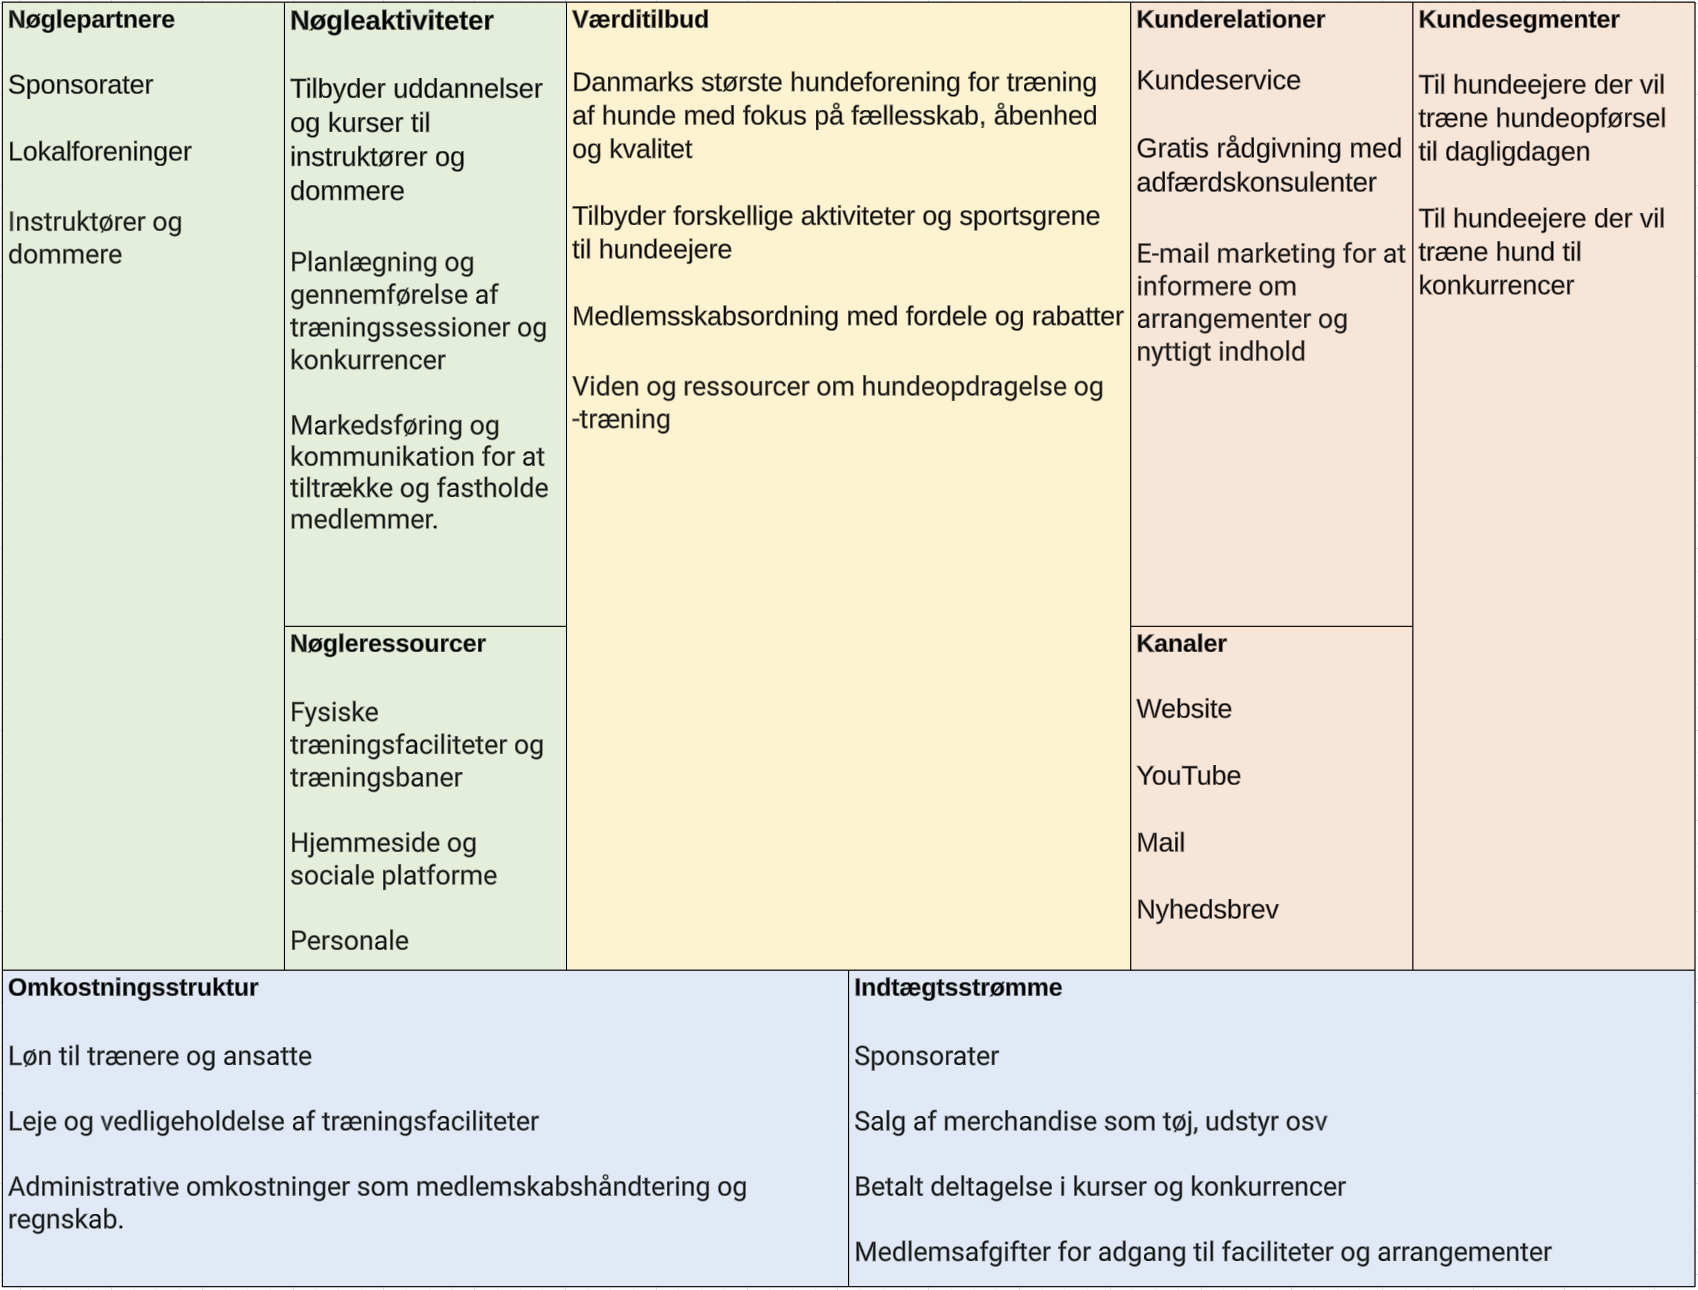 Nøglepartnere
Sponsorater
Lokalforeninger
Instruktører og
dommere
Nøgleaktiviteter
Tilbyder uddannelser
og kurser til
instruktører og
dommere
Planlægning og
gennemførelse af
træningssessioner og
konkurrencer
Markedsføring og
kommunikation for at
tiltrække og fastholde
medlemmer.
Nøgleressourcer
Fysiske
træningsfaciliteter og
træningsbaner
Hjemmeside og
sociale platforme
Personale
Værditilbud
Danmarks største hundeforening for træning
af hunde med fokus på fællesskab, åbenhed
og kvalitet
Tilbyder forskellige aktiviteter og sportsgrene
til hundeejere
Medlemsskabsordning med fordele og rabatter
Viden og ressourcer om hundeopdragelse og
-træning
Kunderelationer
Kundeservice
Gratis rådgivning med
adfærdskonsulenter
E-mail marketing for at
informere om
arrangementer og
nyttigt indhold
Kanaler
Website
YouTube
Mail
Nyhedsbrev
Kundesegmenter
Til hundeejere der vil
træne hundeopførsel
til dagligdagen
Til hundeejere der vil
træne hund til
konkurrencer
Omkostningsstruktur
Løn til trænere og ansatte
Leje og vedligeholdelse af træningsfaciliteter
Administrative omkostninger som medlemskabshåndtering og
regnskab.
Indtægtsstrømme
Sponsorater
Salg af merchandise som tøj, udstyr osv
Betalt deltagelse i kurser og konkurrencer
Medlemsafgifter for adgang til faciliteter og arrangementer